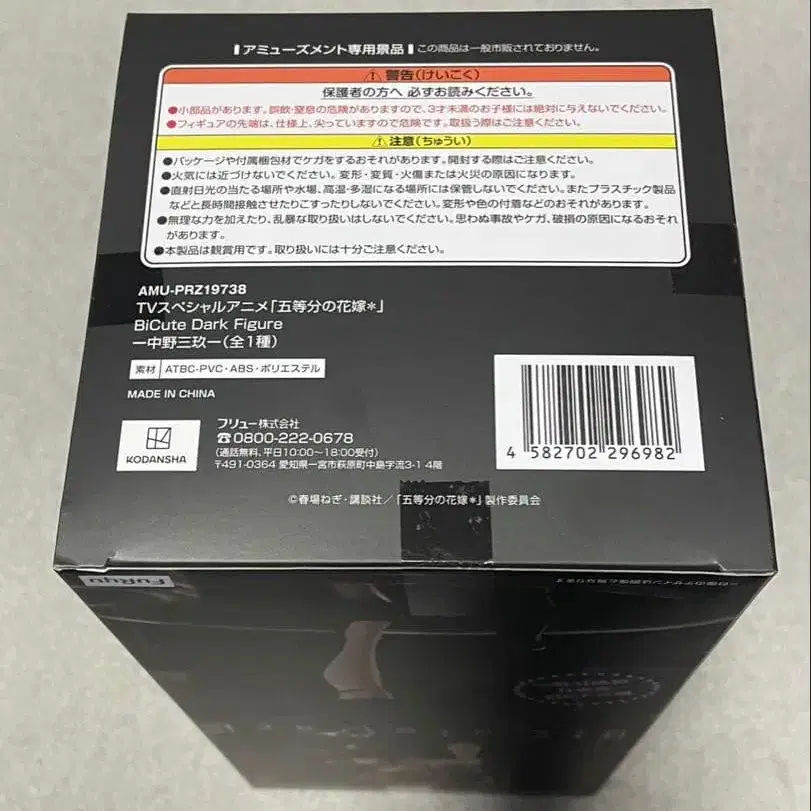 アミューズメント専用景品 この商品は一般市販されておりません。
⚠警告(けいこく)
保護者の方へ 必ずお読みください。
●小部品があります。誤飲・窒息の危険がありますので、3才未満のお子様には絶対に与えないでください。
●フィギュアの先端は、仕様上、尖っていますので危険です。取扱う際はご注意ください。
⚠注意(ちゅうい)
●パッケージや付属梱包材でケガをするおそれがあります。開封する際はご注意ください。
●火気には近づけないでください。変形・変質・火傷または火災の原因になります。
●直射日光の当たる場所や水場、高温・多湿になる場所には保管しないでください。またプラスチック製品
などと長時間接触させたりこすったりしないでください。変形や色の付着などのおそれがあります。
●無理な力を加えたり、乱暴な取り扱いはしないでください。思わぬ事故やケガ、破損の原因になるおそれ
があります。
●本製品は観賞用です。取り扱いには十分ご注意ください。
AMU-PRZ19738
TVスペシャルアニメ「五等分の花嫁＊」
BiCute Dark Figure
ー中野三玖ー(全1種)
素材 ATBC-PVC・ABS・ポリエステル
MADE IN CHINA
KODANSHA
フリュー株式会社
☎0800-222-0678
(通話無料、平日10:00～18:00受付)
〒491-0364 愛知県一宮市萩原町中島字流3-1 4階
4 582702 296982
©春場ねぎ・講談社／「五等分の花嫁＊」製作委員会
FuRyu